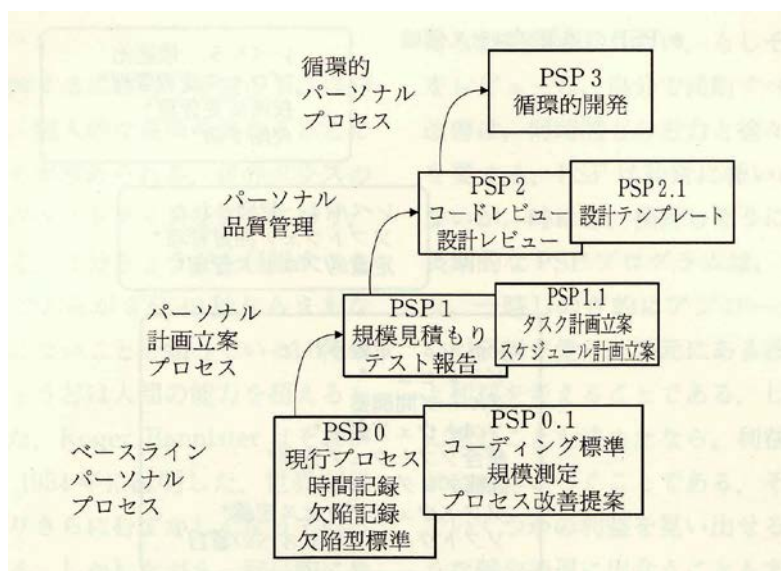 循環的
パーソナル
プロセス
PSP 3
循環的開発
パーソナル
品質管理
PSP 2
コードレビュー
設計レビュー
PSP 2.1
設計テンプレート
パーソナル
計画立案
プロセス
PSP 1
規模見積もり
テスト報告
PSP 1.1
タスク計画立案
スケジュール計画立案
ベースライン
パーソナル
プロセス
PSP 0
現行プロセス
時間記録
欠陥記録
欠陥型標準
PSP 0.1
コーディング標準
規模測定
プロセス改善提案